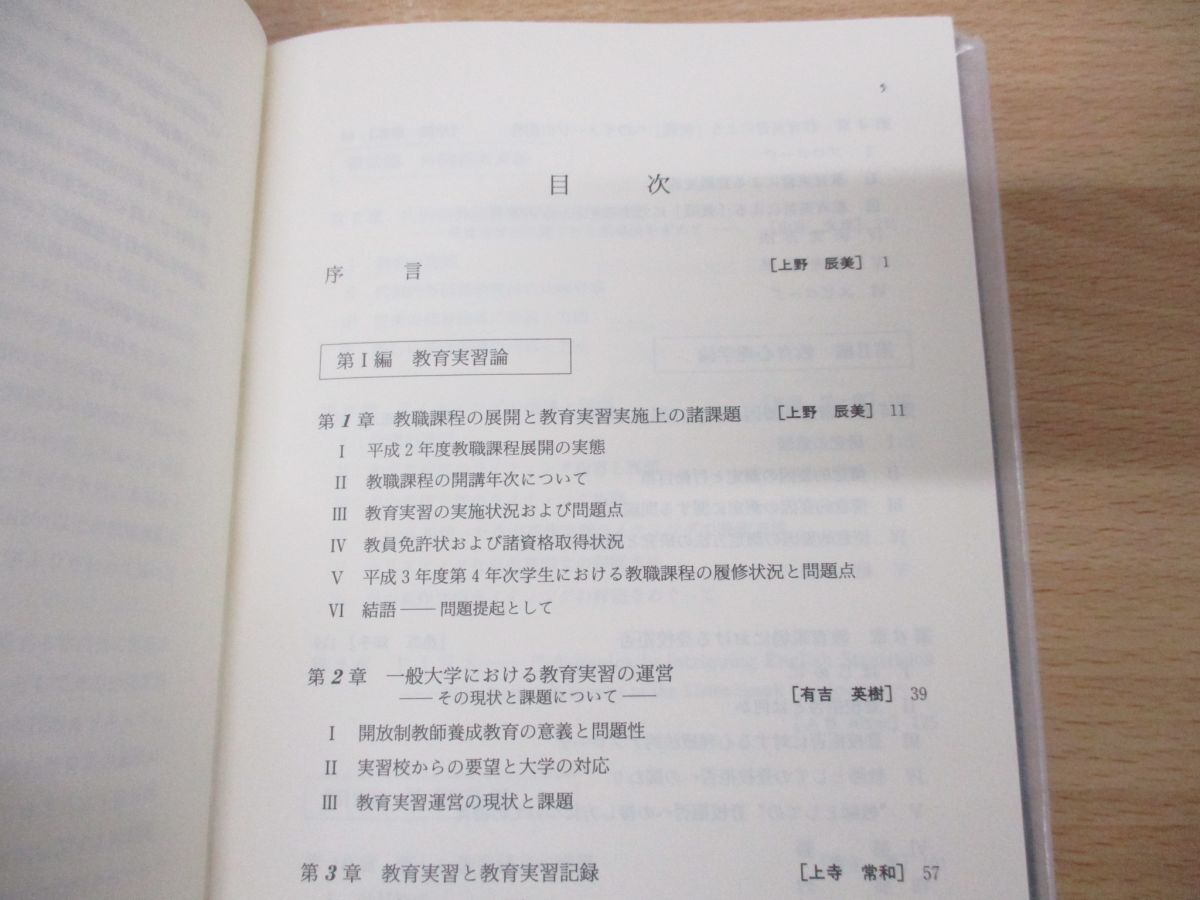 目 次
序 言 [上野 辰美] 1
第Ⅰ編 教育実習論
第1章 教職課程の展開と教育実習実施上の諸課題 [上野 辰美] 11
Ⅰ 平成2年度教職課程展開の実態
Ⅱ 教職課程の開講年次について
Ⅲ 教育実習の実施状況および問題点
Ⅳ 教員免許状および諸資格取得状況
Ⅴ 平成3年度第4年次学生における教職課程の履修状況と問題点
Ⅵ 結語——問題提起として
第2章 一般大学における教育実習の運営
——その現状と課題について—— [有吉 英樹] 39
Ⅰ 開放制教師養成教育の意義と問題性
Ⅱ 実習校からの要望と大学の対応
Ⅲ 教育実習運営の現状と課題
第3章 教育実習と教育実習記録 [上寺 常和] 57